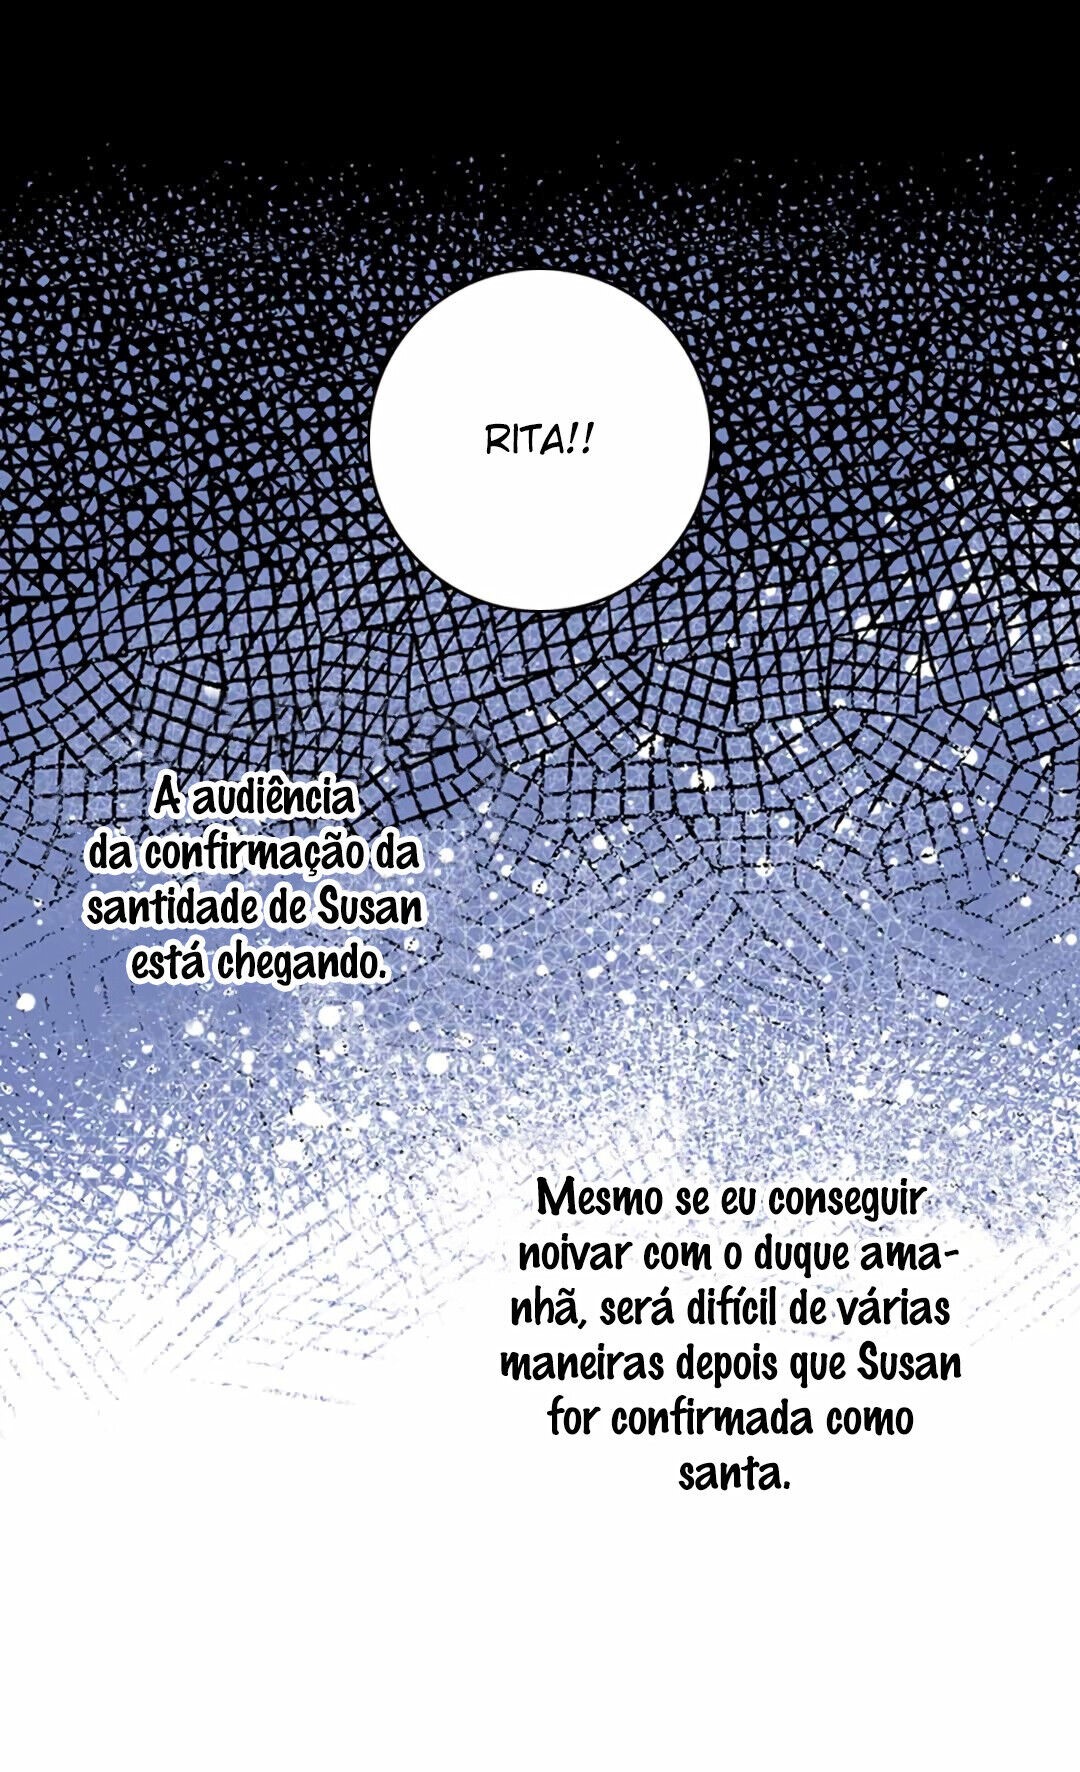 RITA!!
A audiência
da confirmação da
santidade de Susan
está chegando.
Mesmo se eu conseguir
noivar com o duque ama-
nhã, será difícil de várias
maneiras depois que Susan
for confirmada como
santa.